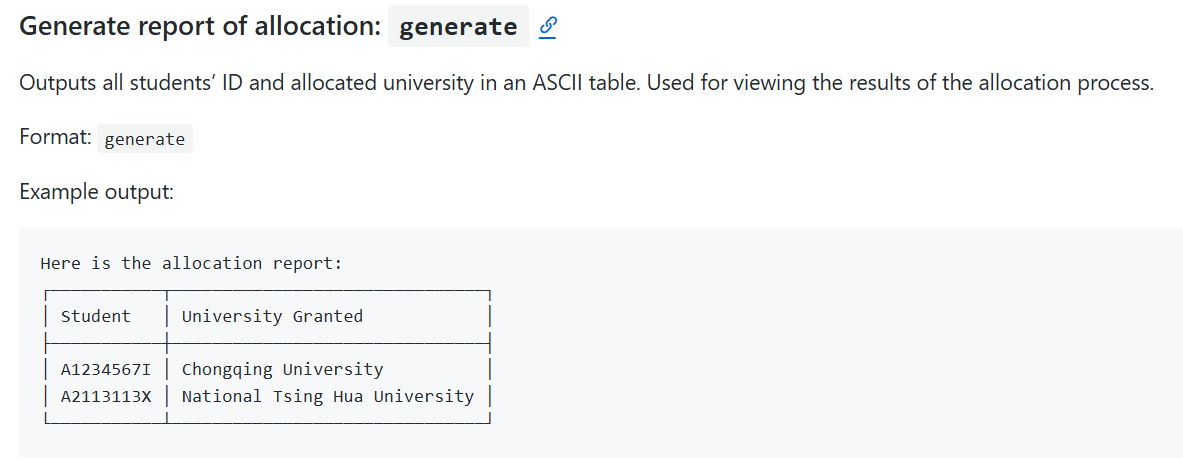 Generate report of allocation: generate
Outputs all students’ ID and allocated university in an ASCII table. Used for viewing the results of the allocation process.
Format: generate
Example output:
Here is the allocation report:
┌───────────┬───────────────────────────────┐
│ Student   │ University Granted            │
├───────────┼───────────────────────────────┤
│ A1234567I │ Chongqing University          │
│ A2113113X │ National Tsing Hua University │
└───────────┴───────────────────────────────┘